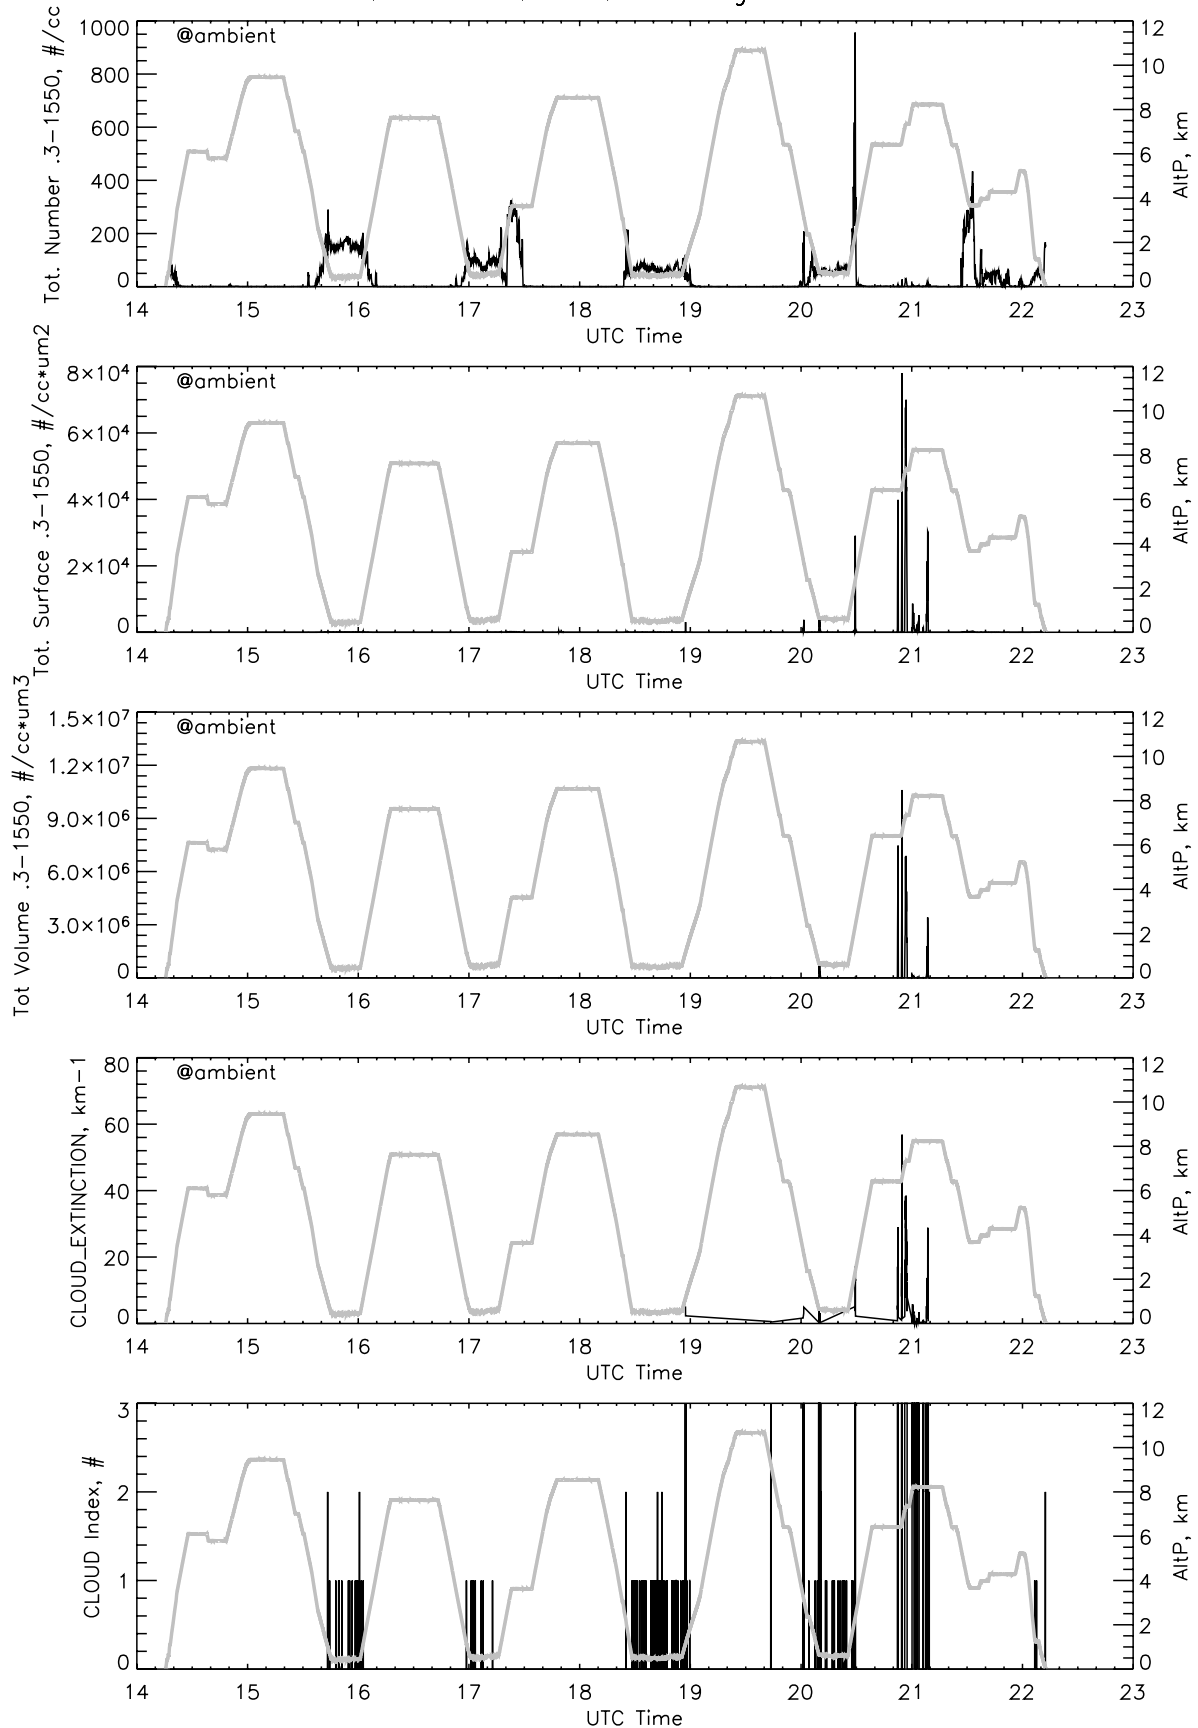 Tot. Number .3-1550, #/cc
@ambient
1000
800
600
400
200
0
12
10
8
6
4
2
0
AltP, km
14 15 16 17 18 19 20 21 22 23
UTC Time
Tot. Surface .3-1550, #/cc*um2
@ambient
8×10⁴
6×10⁴
4×10⁴
2×10⁴
0
12
10
8
6
4
2
0
AltP, km
14 15 16 17 18 19 20 21 22 23
UTC Time
Tot Volume .3-1550, #/cc*um3
@ambient
1.5×10⁷
1.2×10⁷
9.0×10⁶
6.0×10⁶
3.0×10⁶
0
12
10
8
6
4
2
0
AltP, km
14 15 16 17 18 19 20 21 22 23
UTC Time
CLOUD_EXTINCTION, km-1
@ambient
80
60
40
20
0
12
10
8
6
4
2
0
AltP, km
14 15 16 17 18 19 20 21 22 23
UTC Time
CLOUD Index, #
3
2
1
0
12
10
8
6
4
2
0
AltP, km
14 15 16 17 18 19 20 21 22 23
UTC Time